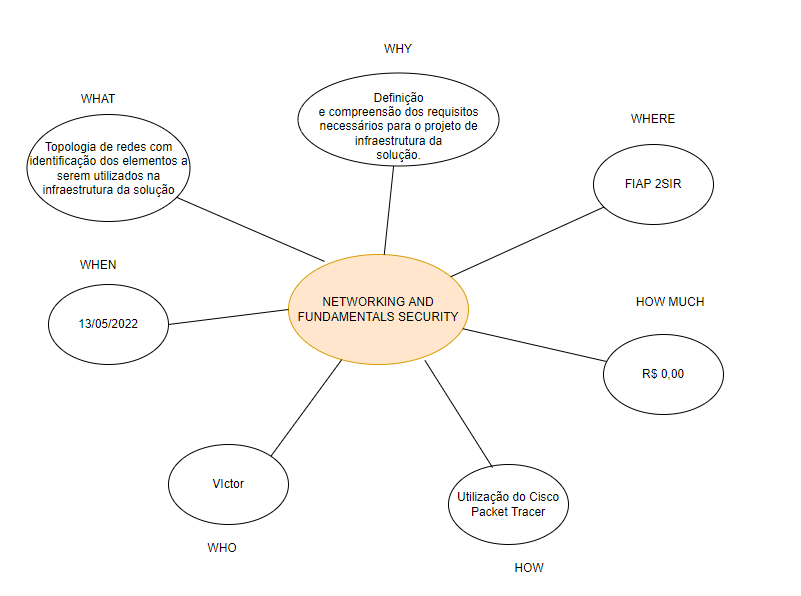 WHY
Definição
e compreensão dos requisitos
necessários para o projeto de
infraestrutura da
solução.
WHAT
Topologia de redes com
identificação dos elementos a
serem utilizados na
infraestrutura da solução
WHERE
FIAP 2SIR
WHEN
13/05/2022
NETWORKING AND
FUNDAMENTALS SECURITY
HOW MUCH
R$ 0,00
VIctor
WHO
Utilização do Cisco
Packet Tracer
HOW